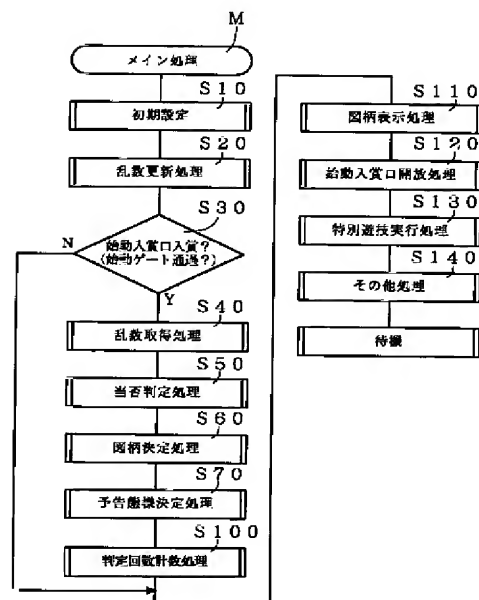 M
メイン処理
S10
初期設定
S20
乱数更新処理
S30
始動入賞口入賞?
(始動ゲート通過?)
N
Y
S40
乱数取得処理
S50
当否判定処理
S60
図柄決定処理
S70
予告態様決定処理
S100
判定回数計数処理
S110
図柄表示処理
S120
始動入賞口開放処理
S130
特別遊技実行処理
S140
その他処理
待機